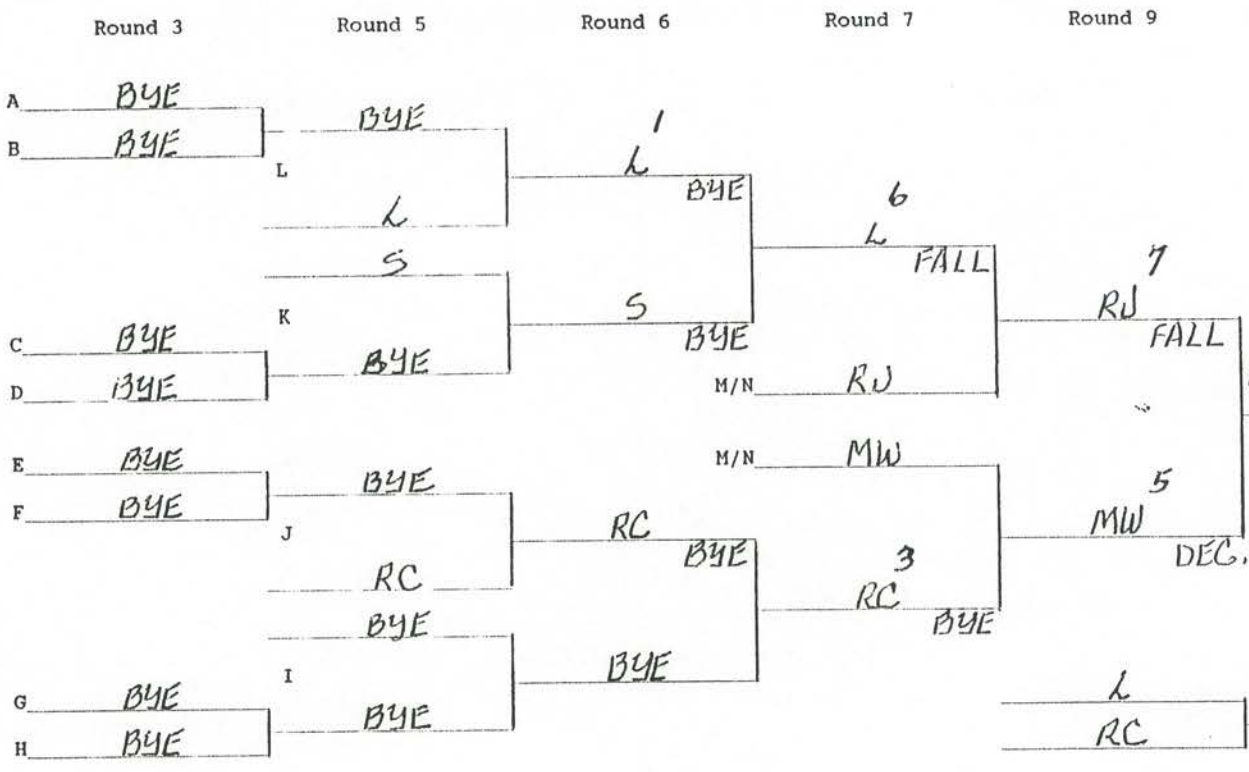 Round 3 Round 5 Round 6 Round 7 Round 9
A BYE
BYE
1
B BYE
L
L
BYE
6
L
L
FALL
S
7
RJ
K
S
FALL
C BYE
BYE
BYE
D BYE
M/N RJ
E BYE
M/N MW
BYE
5
F BYE
RC
MW
J
BYE
3
DEC.
RC
RC
BYE
BYE
I
BYE
G BYE
L
BYE
H BYE
RC